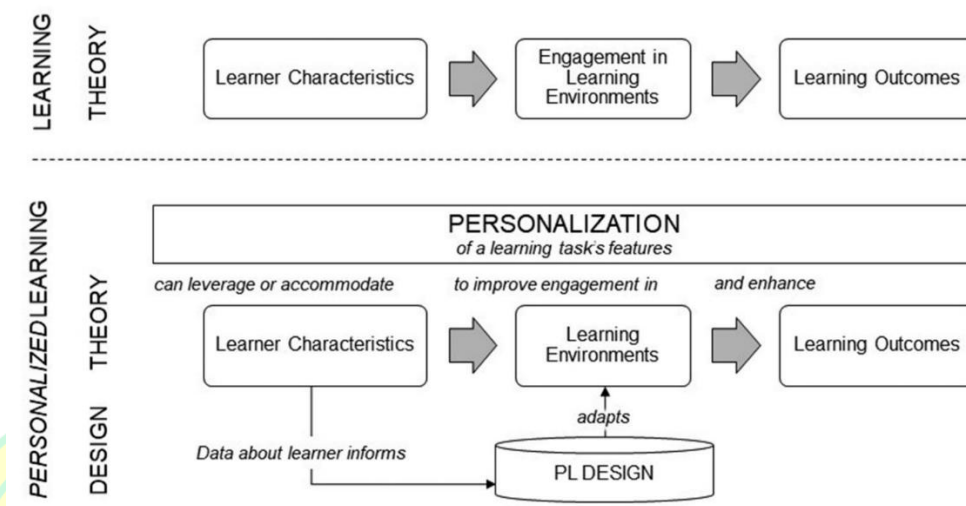 LEARNING
THEORY
Learner Characteristics
Engagement in
Learning
Environments
Learning Outcomes
PERSONALIZED LEARNING
THEORY
DESIGN
PERSONALIZATION
of a learning task's features
can leverage or accommodate
to improve engagement in
and enhance
Learner Characteristics
Learning
Environments
Learning Outcomes
Data about learner informs
adapts
PL DESIGN